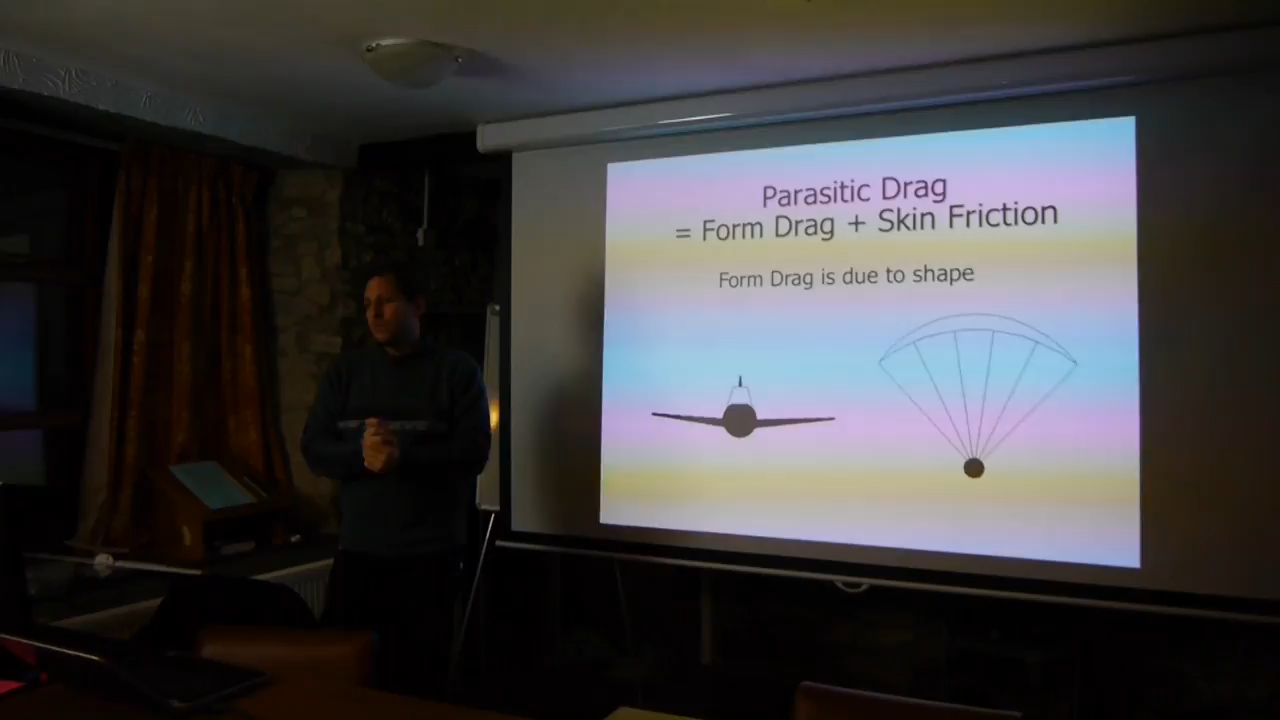 Parasitic Drag
= Form Drag + Skin Friction
Form Drag is due to shape